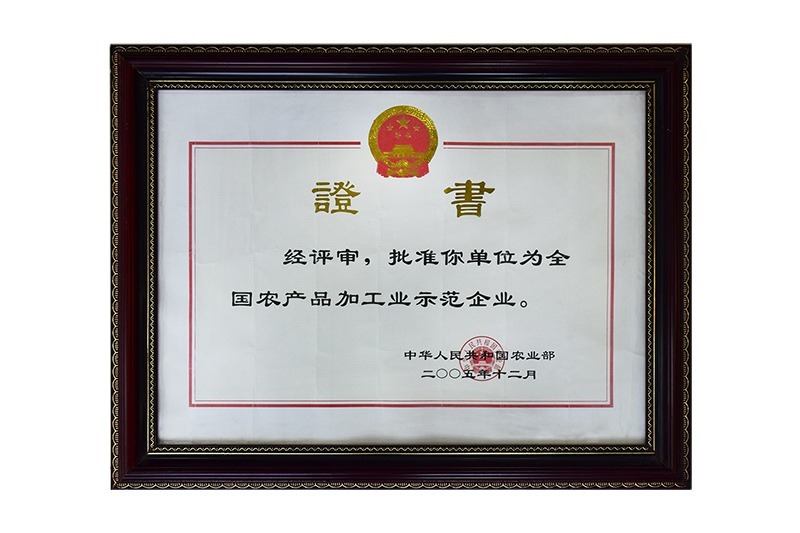 證書
经评审，批准你单位为全
国农产品加工业示范企业。
中华人民共和国农业部
二〇〇五年十二月